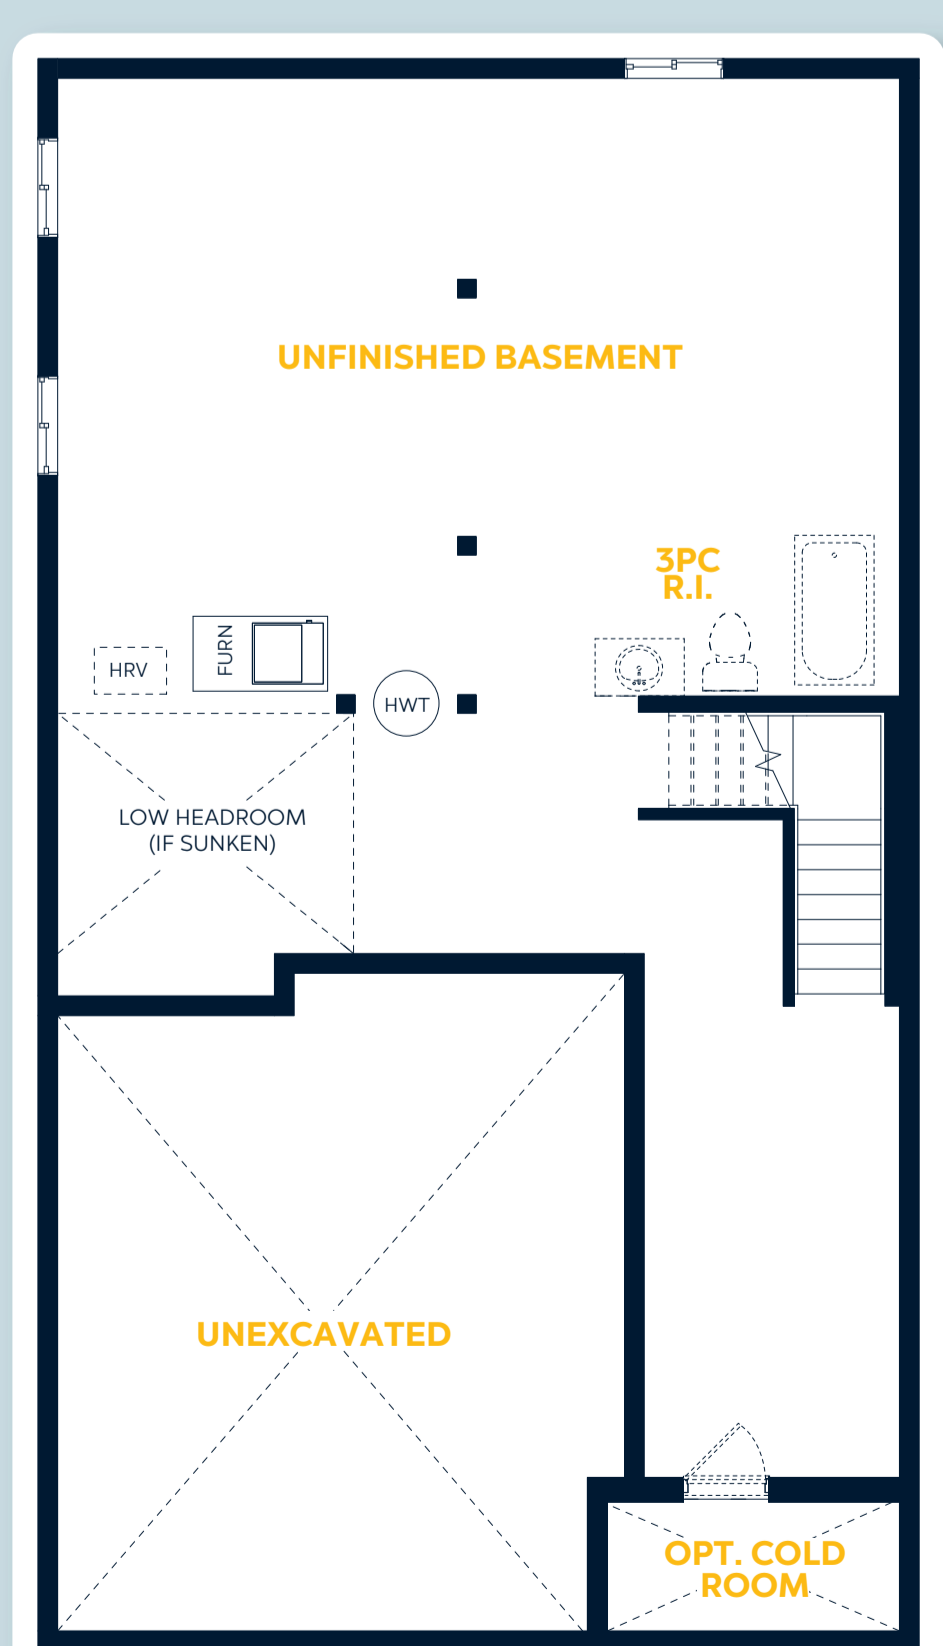 UNFINISHED BASEMENT
3PC
R.I.
FURN
HRV
HWT
LOW HEADROOM
(IF SUNKEN)
UNEXCAVATED
OPT. COLD
ROOM